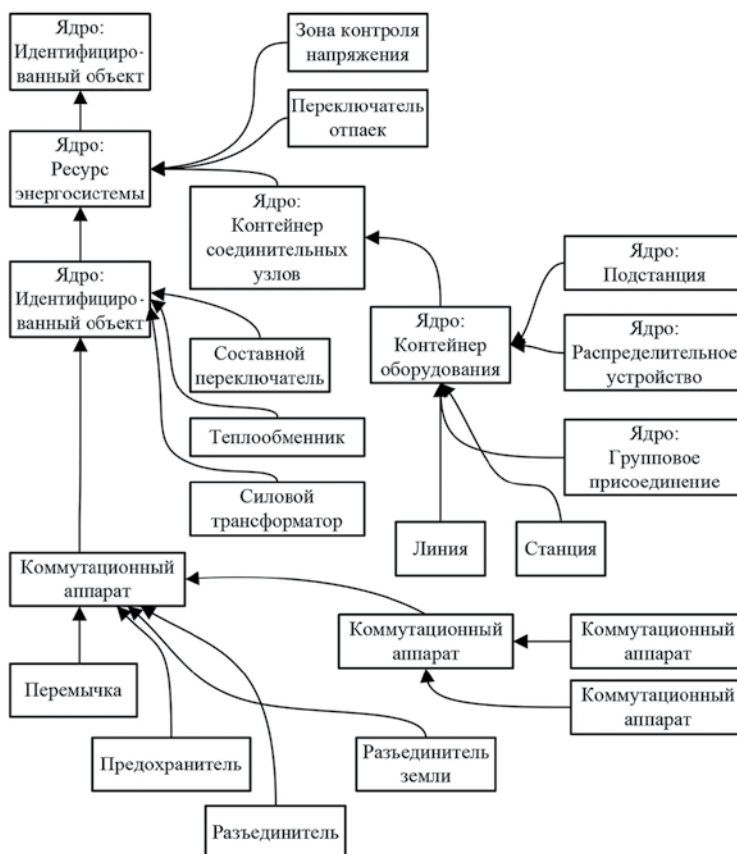 Ядро:
Идентифициро-
ванный объект
Зона контроля
напряжения
Переключатель
отпаек
Ядро:
Ресурс
энергосистемы
Ядро:
Контейнер
соединительных
узлов
Ядро:
Подстанция
Ядро:
Идентифициро-
ванный объект
Ядро:
Контейнер
оборудования
Ядро:
Распределительное
устройство
Составной
переключатель
Теплообменник
Ядро:
Групповое
присоединение
Силовой
трансформатор
Линия
Станция
Коммутационный
аппарат
Коммутационный
аппарат
Коммутационный
аппарат
Коммутационный
аппарат
Перемычка
Предохранитель
Разъединитель
земли
Разъединитель